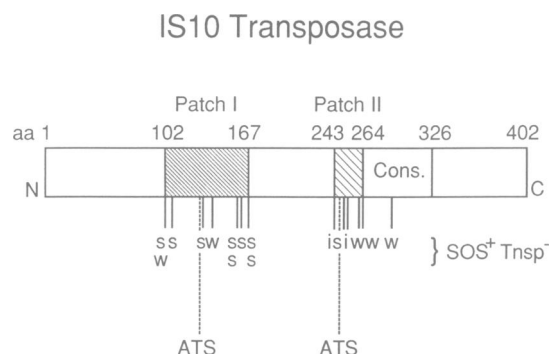 IS10 Transposase
Patch I Patch II
aa 1 102 167 243 264 326 402
Cons.
N C
s s s w s s s i s i w w w
w s s
} SOS⁺ Tnsp⁻
ATS ATS